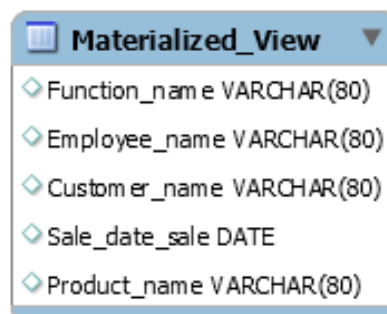 Materialized_View
Function_name VARCHAR(80)
Employee_name VARCHAR(80)
Customer_name VARCHAR(80)
Sale_date_sale DATE
Product_name VARCHAR(80)